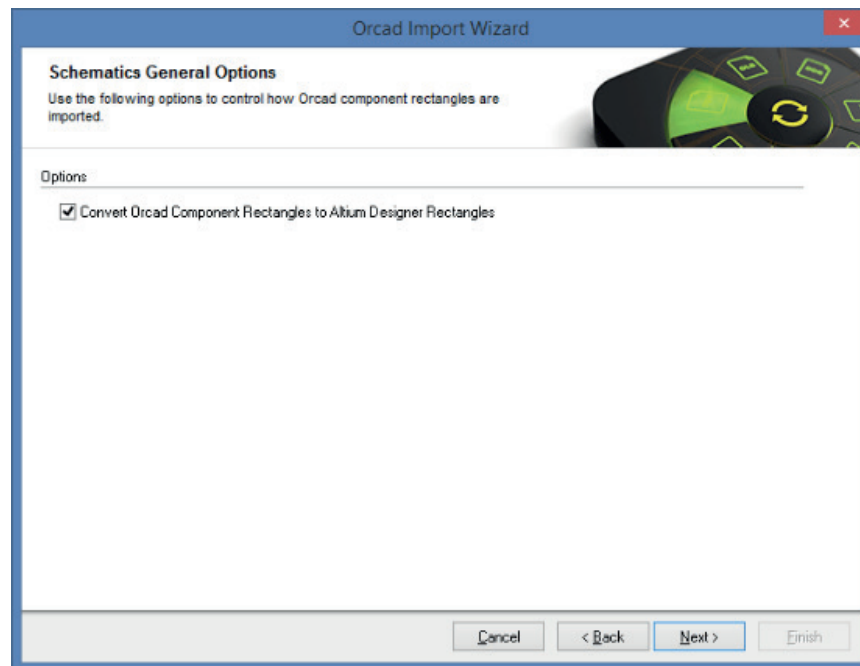 Orcad Import Wizard
Schematics General Options
Use the following options to control how Orcad component rectangles are
imported.
Options
Convert Orcad Component Rectangles to Altium Designer Rectangles
Cancel
< Back
Next >
Finish